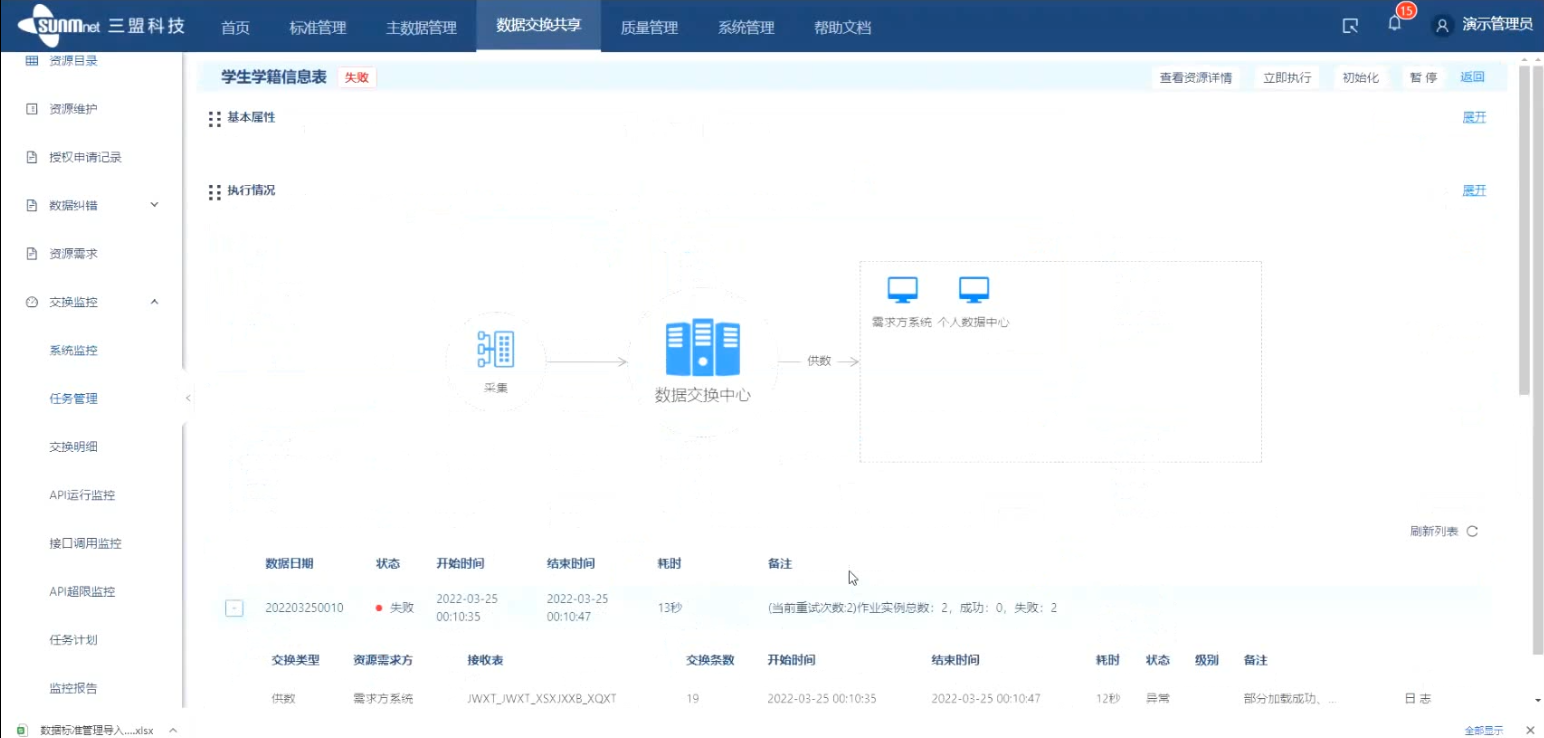 sunmnet 三盟科技 首页 标准管理 主数据管理 数据交换共享 质量管理 系统管理 帮助文档 15 演示管理员
资源目录
资源维护
授权申请记录
数据纠错
资源需求
交换监控
系统监控
任务管理
交换明细
API运行监控
接口调用监控
API超限监控
任务计划
监控报告
学生学籍信息表 失败 查看资源详情 立即执行 初始化 暂停 返回
基本属性 展开
执行情况 展开
采集
数据交换中心
供数
需求方系统 个人数据中心
刷新列表
数据日期 状态 开始时间 结束时间 耗时 备注
202203250010 失败 2022-03-25 00:10:35 2022-03-25 00:10:47 13秒 (当前重试次数:2)作业实例总数：2，成功：0，失败：2
交换类型 资源需求方 接收表 交换条数 开始时间 结束时间 耗时 状态 级别 备注
供数 需求方系统 JWXT_JWXT_XSXJXXB_XQXT 19 2022-03-25 00:10:35 2022-03-25 00:10:47 12秒 异常 部分加载成功、... 日志
数据标准管理导入....xlsx 全部显示